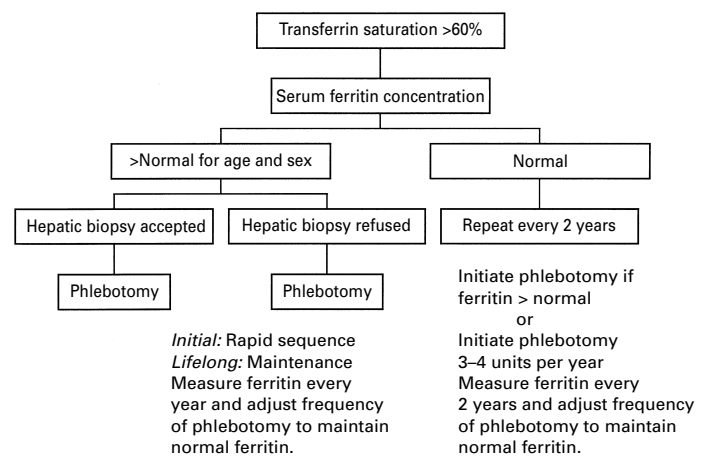 Transferrin saturation >60%
Serum ferritin concentration
>Normal for age and sex
Normal
Hepatic biopsy accepted
Hepatic biopsy refused
Repeat every 2 years
Phlebotomy
Phlebotomy
Initial: Rapid sequence
Lifelong: Maintenance
Measure ferritin every
year and adjust frequency
of phlebotomy to maintain
normal ferritin.
Initiate phlebotomy if
ferritin > normal
or
Initiate phlebotomy
3–4 units per year
Measure ferritin every
2 years and adjust frequency
of phlebotomy to maintain
normal ferritin.